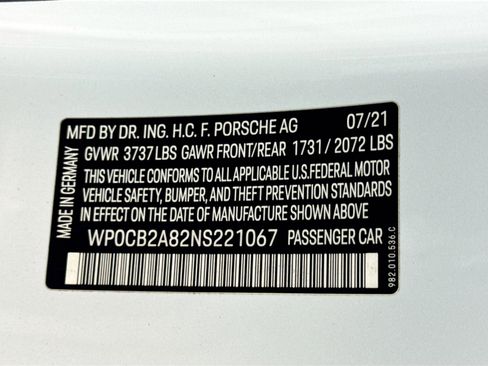 MFD BY DR. ING. H.C. F. PORSCHE AG 07/21
GVWR 3737 LBS GAWR FRONT/REAR 1731 / 2072 LBS
THIS VEHICLE CONFORMS TO ALL APPLICABLE U.S.FEDERAL MOTOR
VEHICLE SAFETY, BUMPER, AND THEFT PREVENTION STANDARDS
IN EFFECT ON THE DATE OF MANUFACTURE SHOWN ABOVE
WP0CB2A82NS221067 PASSENGER CAR
MADE IN GERMANY
982.010.536.C